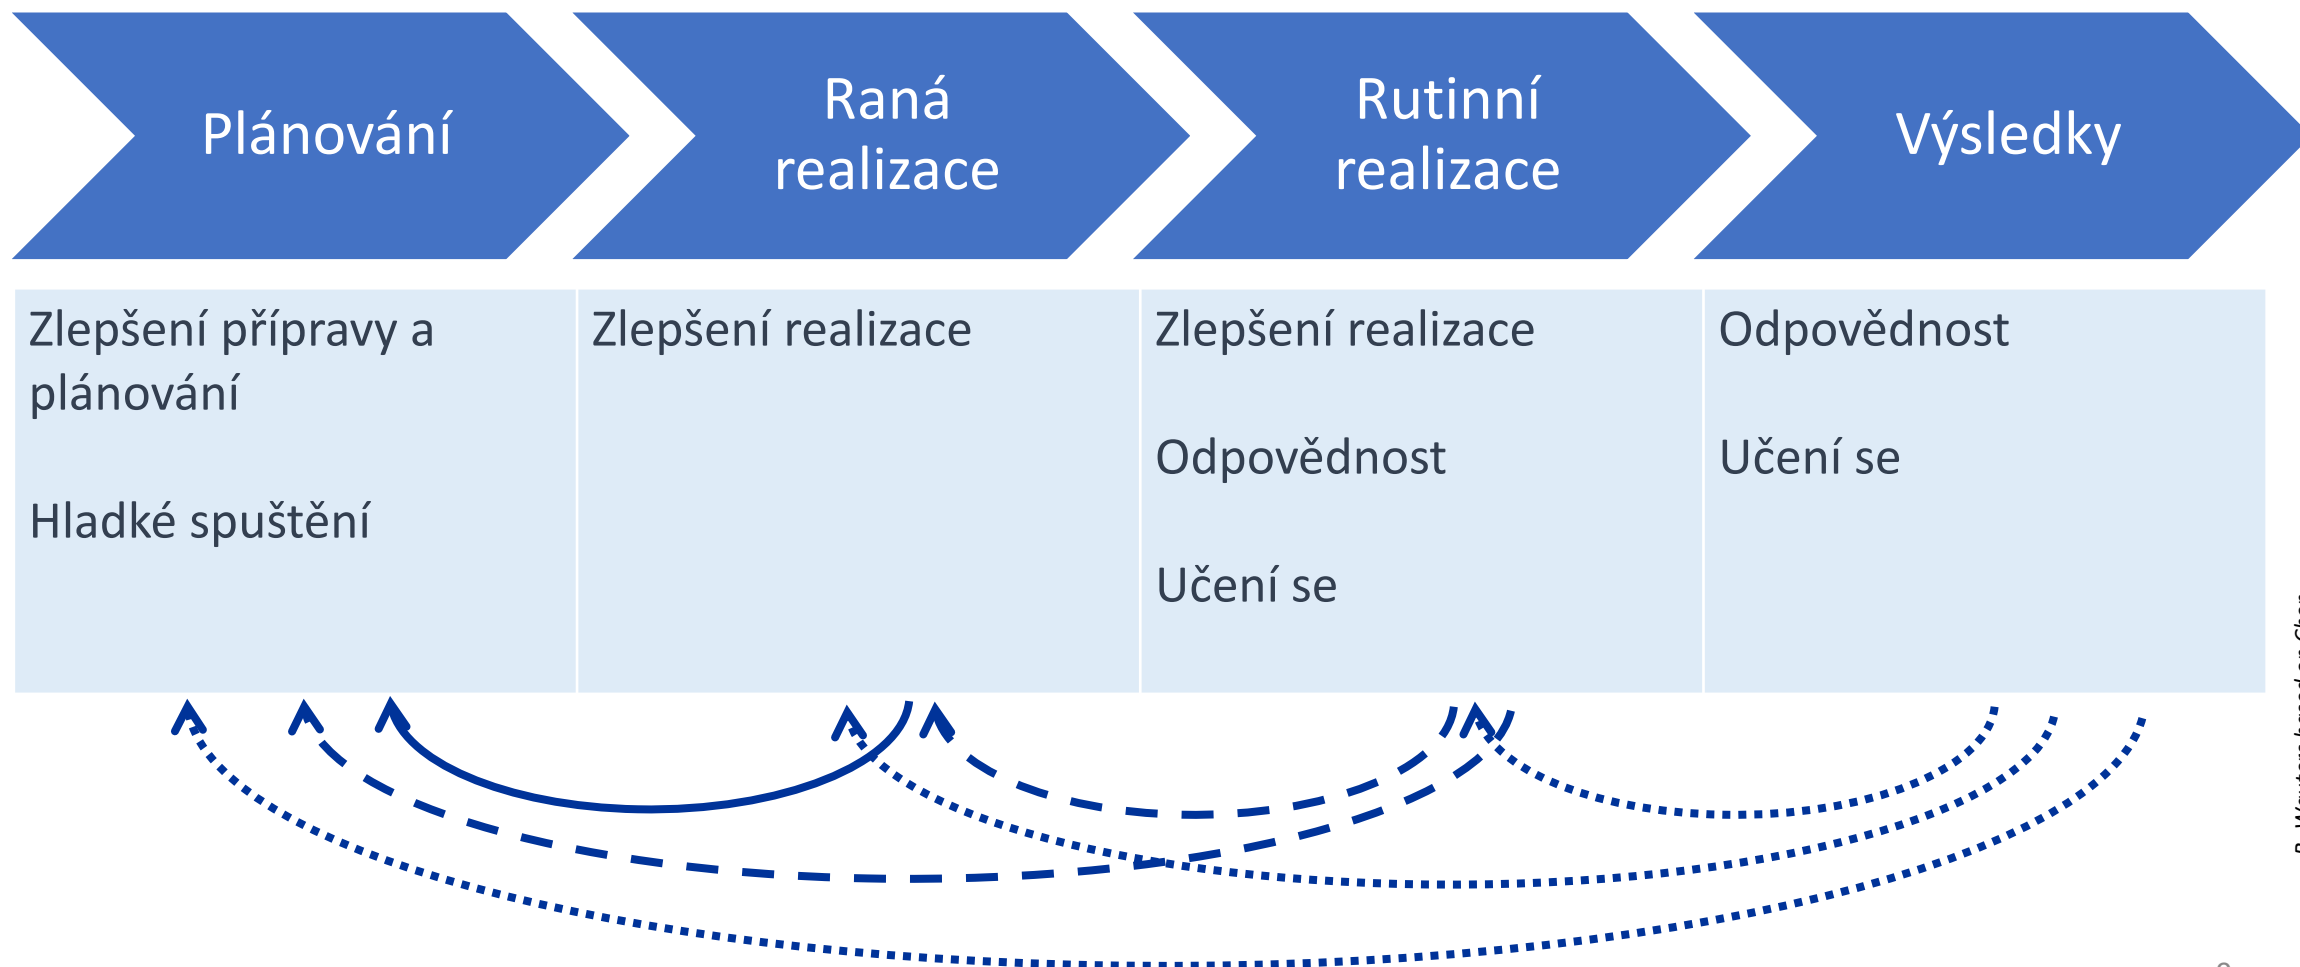 Plánování
Raná
realizace
Rutinní
realizace
Výsledky
Zlepšení přípravy a
plánování
Hladké spuštění
Zlepšení realizace
Zlepšení realizace
Odpovědnost
Učení se
Odpovědnost
Učení se